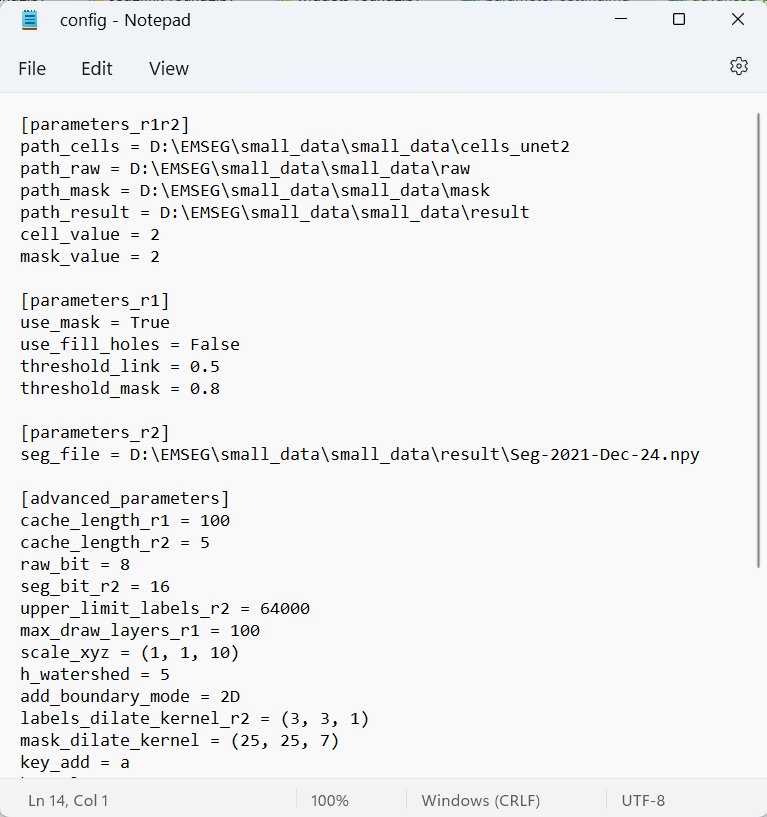 config - Notepad
File Edit View
[parameters_r1r2]
path_cells = D:\EMSEG\small_data\small_data\cells_unet2
path_raw = D:\EMSEG\small_data\small_data\raw
path_mask = D:\EMSEG\small_data\small_data\mask
path_result = D:\EMSEG\small_data\small_data\result
cell_value = 2
mask_value = 2
[parameters_r1]
use_mask = True
use_fill_holes = False
threshold_link = 0.5
threshold_mask = 0.8
[parameters_r2]
seg_file = D:\EMSEG\small_data\small_data\result\Seg-2021-Dec-24.npy
[advanced_parameters]
cache_length_r1 = 100
cache_length_r2 = 5
raw_bit = 8
seg_bit_r2 = 16
upper_limit_labels_r2 = 64000
max_draw_layers_r1 = 100
scale_xyz = (1, 1, 10)
h_watershed = 5
add_boundary_mode = 2D
labels_dilate_kernel_r2 = (3, 3, 1)
mask_dilate_kernel = (25, 25, 7)
key_add = a
Ln 14, Col 1 100% Windows (CRLF) UTF-8